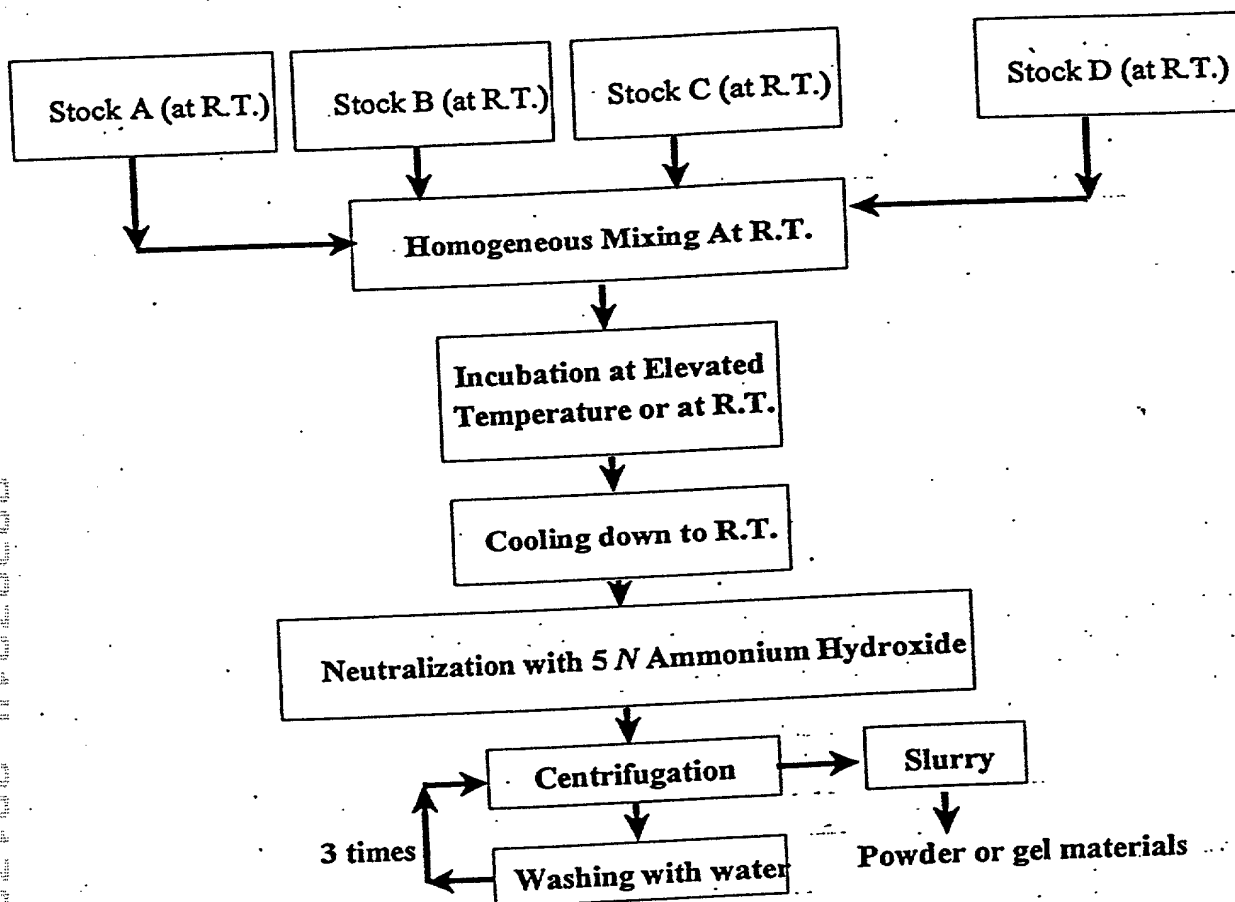 Stock A (at R.T.)
Stock B (at R.T.)
Stock C (at R.T.)
Stock D (at R.T.)
Homogeneous Mixing At R.T.
Incubation at Elevated
Temperature or at R.T.
Cooling down to R.T.
Neutralization with 5 N Ammonium Hydroxide
Centrifugation
Slurry
3 times
Washing with water
Powder or gel materials